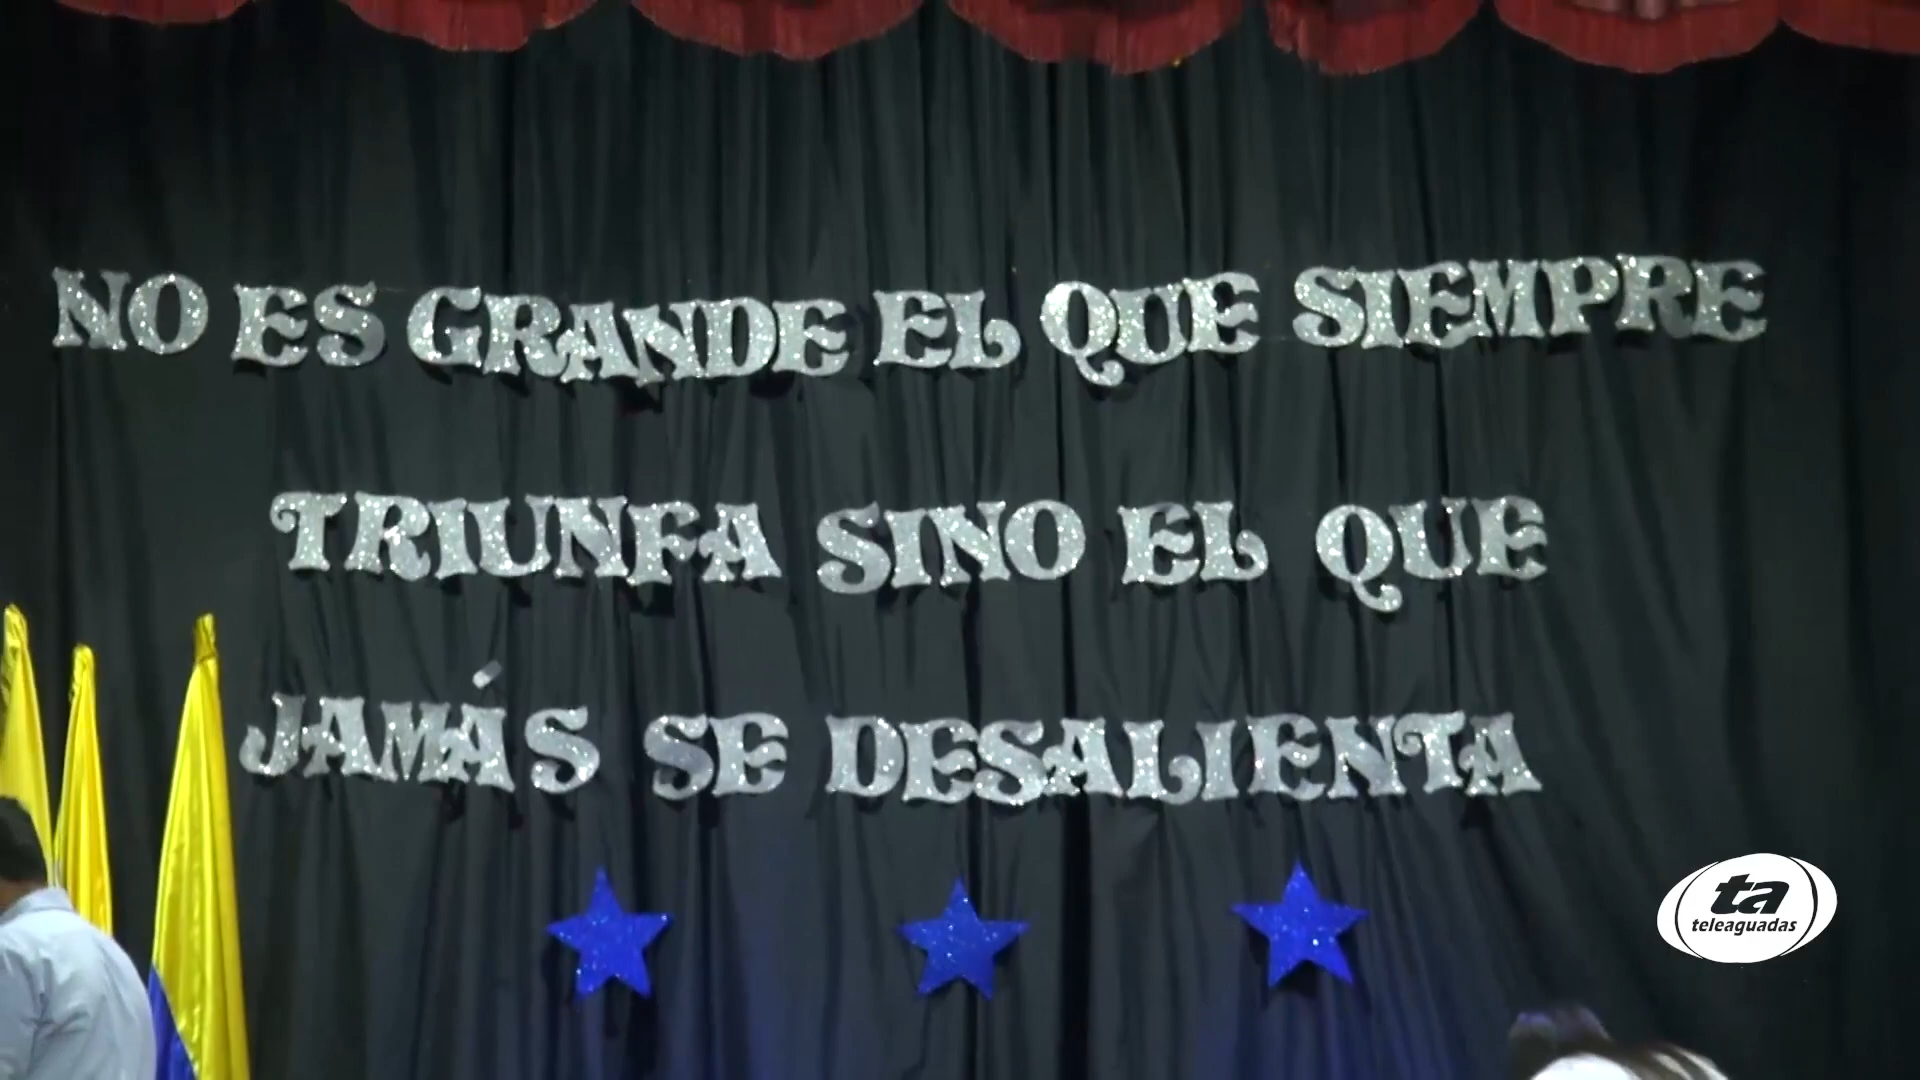 NO ES GRANDE EL QUE SIEMPRE
TRIUNFA SINO EL QUE
JAMÁS SE DESALIENTA
ta
teleaguadas